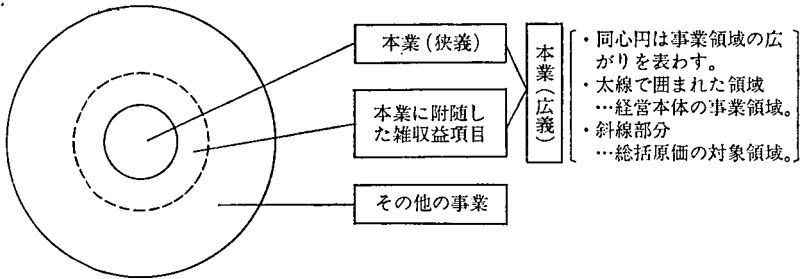 本業(狭義)
本業に附随し
た雑収益項目
その他の事業
本業(広義)
・同心円は事業領域の広
がりを表わす。
・太線で囲まれた領域
…経営本体の事業領域。
・斜線部分
…総括原価の対象領域。